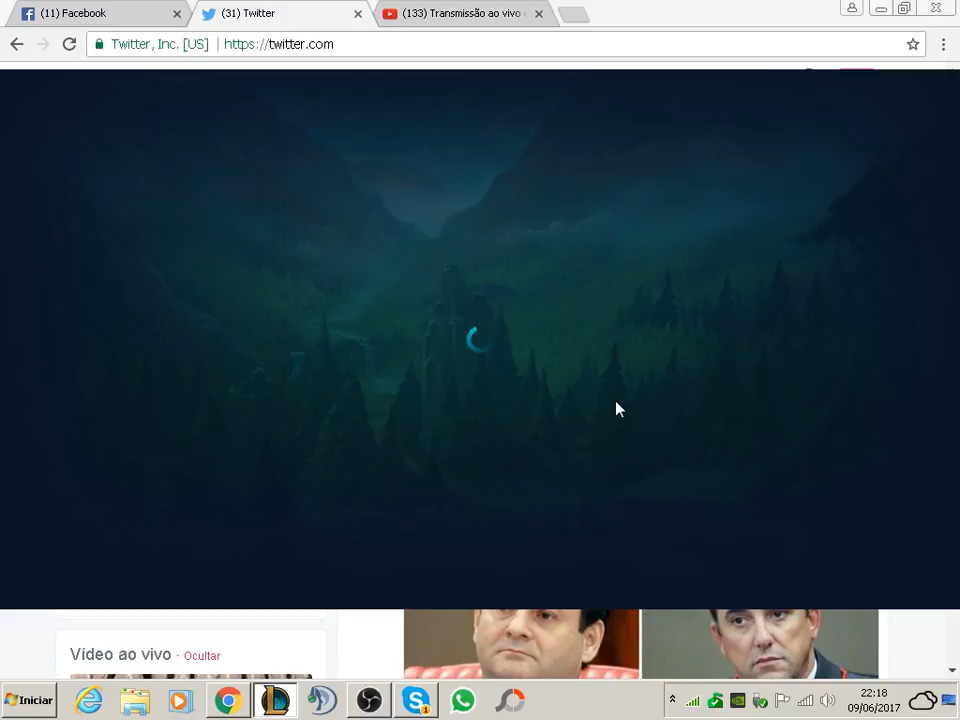 (11) Facebook
(31) Twitter
(133) Transmissão ao vivo
Twitter, Inc. [US]
https://twitter.com
Vídeo ao vivo · Ocultar
Iniciar
22:18
09/06/2017